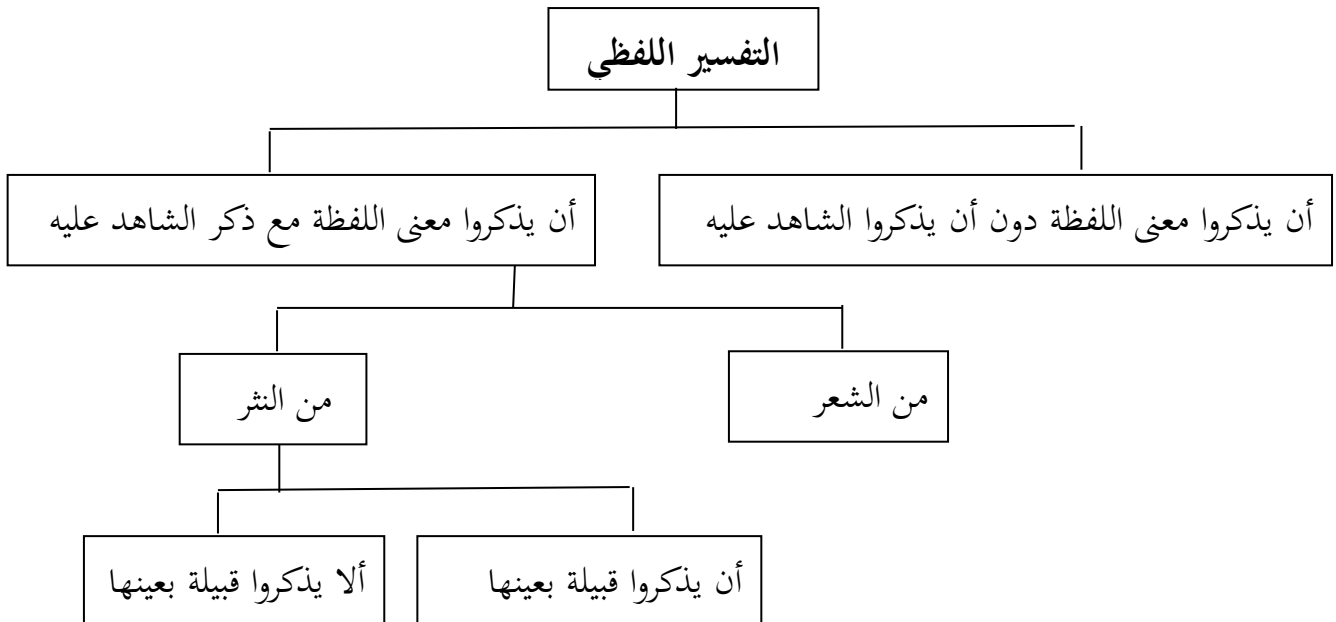 التفسير اللفظي
أن يذكروا معنى اللفظة دون أن يذكروا الشاهد عليه
أن يذكروا معنى اللفظة مع ذكر الشاهد عليه
من الشعر
من النثر
أن يذكروا قبيلة بعينها
ألا يذكروا قبيلة بعينها